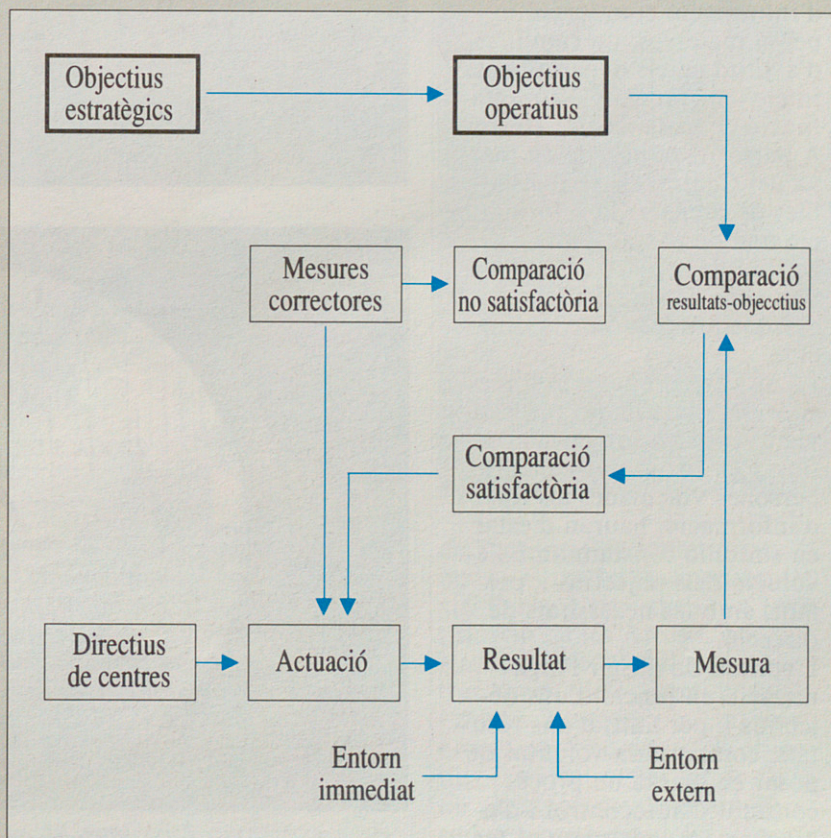 Objectius
estratègics
Objectius
operatius
Mesures
correctores
Comparació
no satisfactòria
Comparació
resultats-objecctius
Comparació
satisfactòria
Directius
de centres
Actuació
Resultat
Mesura
Entorn
immediat
Entorn
extern